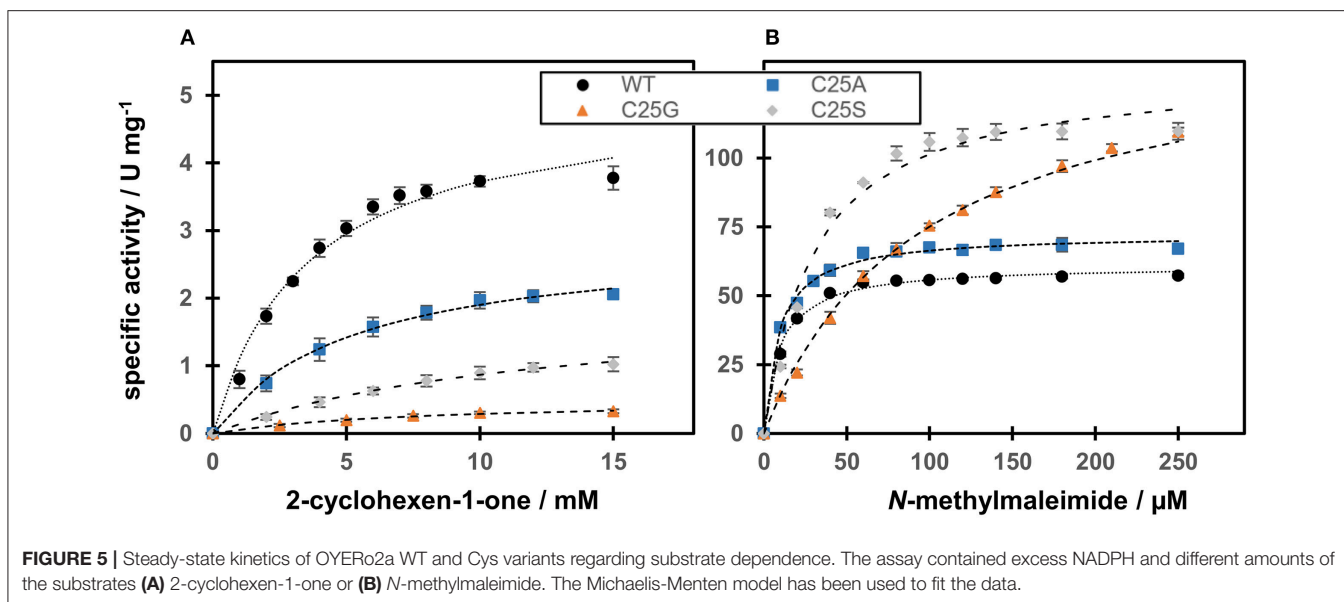 A
B
WT
C25A
C25G
C25S
specific activity / U mg⁻¹
5
4
3
2
1
0
0
5
10
15
2-cyclohexen-1-one / mM
100
75
50
25
0
0
50
100
150
200
250
N-methylmaleimide / µM
FIGURE 5 | Steady-state kinetics of OYERo2a WT and Cys variants regarding substrate dependence. The assay contained excess NADPH and different amounts of
the substrates (A) 2-cyclohexen-1-one or (B) N-methylmaleimide. The Michaelis-Menten model has been used to fit the data.